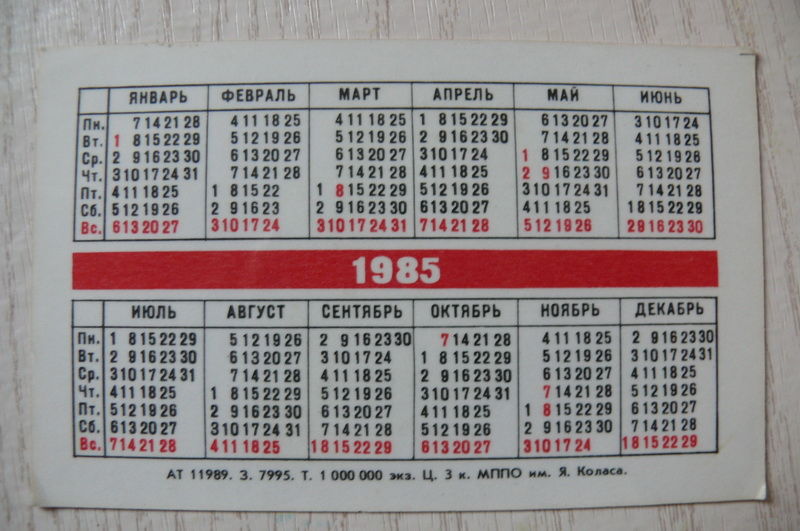 ЯНВАРЬ ФЕВРАЛЬ МАРТ АПРЕЛЬ МАЙ ИЮНЬ
Пн. 7 14 21 28 4 11 18 25 4 11 18 25 1 8 15 22 29 6 13 20 27 3 10 17 24
Вт. 1 8 15 22 29 5 12 19 26 5 12 19 26 2 9 16 23 30 7 14 21 28 4 11 18 25
Ср. 2 9 16 23 30 6 13 20 27 6 13 20 27 3 10 17 24 1 8 15 22 29 5 12 19 26
Чт. 3 10 17 24 31 7 14 21 28 7 14 21 28 4 11 18 25 2 9 16 23 30 6 13 20 27
Пт. 4 11 18 25 1 8 15 22 1 8 15 22 29 5 12 19 26 3 10 17 24 31 7 14 21 28
Сб. 5 12 19 26 2 9 16 23 2 9 16 23 30 6 13 20 27 4 11 18 25 1 8 15 22 29
Вс. 6 13 20 27 3 10 17 24 3 10 17 24 31 7 14 21 28 5 12 19 26 2 9 16 23 30
1985
ИЮЛЬ АВГУСТ СЕНТЯБРЬ ОКТЯБРЬ НОЯБРЬ ДЕКАБРЬ
Пн. 1 8 15 22 29 5 12 19 26 2 9 16 23 30 7 14 21 28 4 11 18 25 2 9 16 23 30
Вт. 2 9 16 23 30 6 13 20 27 3 10 17 24 1 8 15 22 29 5 12 19 26 3 10 17 24 31
Ср. 3 10 17 24 31 7 14 21 28 4 11 18 25 2 9 16 23 30 6 13 20 27 4 11 18 25
Чт. 4 11 18 25 1 8 15 22 29 5 12 19 26 3 10 17 24 31 7 14 21 28 5 12 19 26
Пт. 5 12 19 26 2 9 16 23 30 6 13 20 27 4 11 18 25 1 8 15 22 29 6 13 20 27
Сб. 6 13 20 27 3 10 17 24 31 7 14 21 28 5 12 19 26 2 9 16 23 30 7 14 21 28
Вс. 7 14 21 28 4 11 18 25 1 8 15 22 29 6 13 20 27 3 10 17 24 1 8 15 22 29
АТ 11989. З. 7995. Т. 1 000 000 экз. Ц. 3 к. МППО им. Я. Коласа.